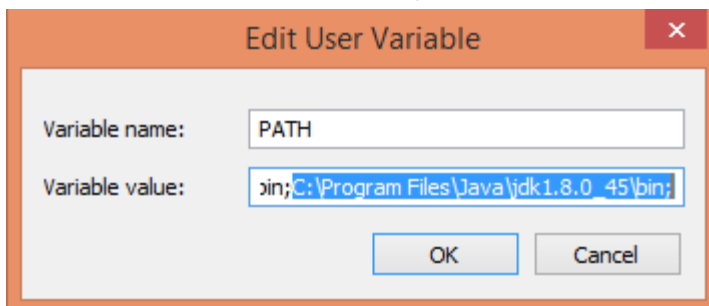 Edit User Variable
Variable name: PATH
Variable value: bin;C:\Program Files\Java\jdk1.8.0_45\bin;
OK Cancel